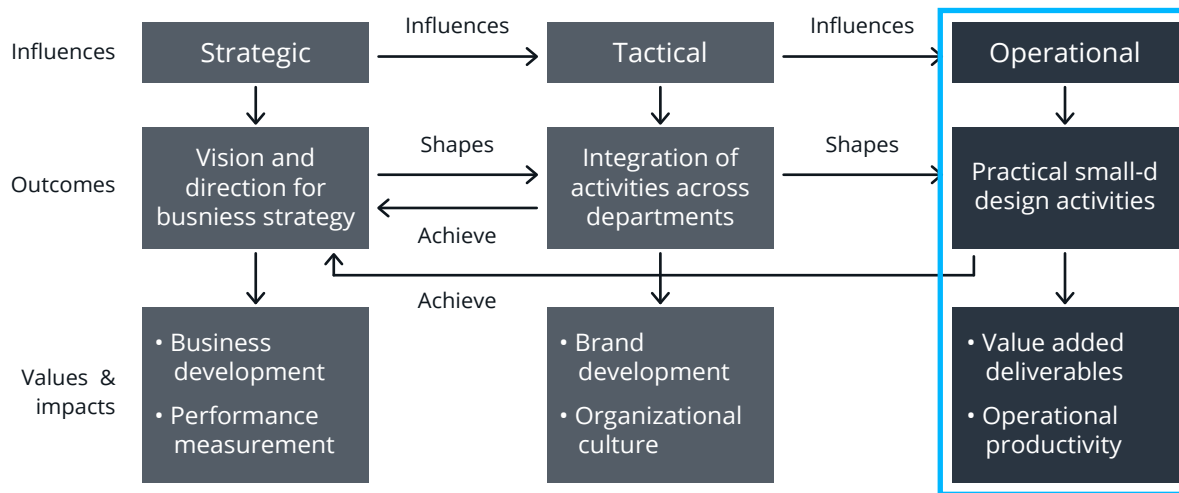 Influences
Strategic
Influences
Tactical
Influences
Operational
Outcomes
Vision and
direction for
busniess strategy
Shapes
Achieve
Integration of
activities across
departments
Shapes
Practical small-d
design activities
Achieve
Values & 
impacts
• Business
development
• Performance
measurement
• Brand
development
• Organizational
culture
• Value added
deliverables
• Operational
productivity